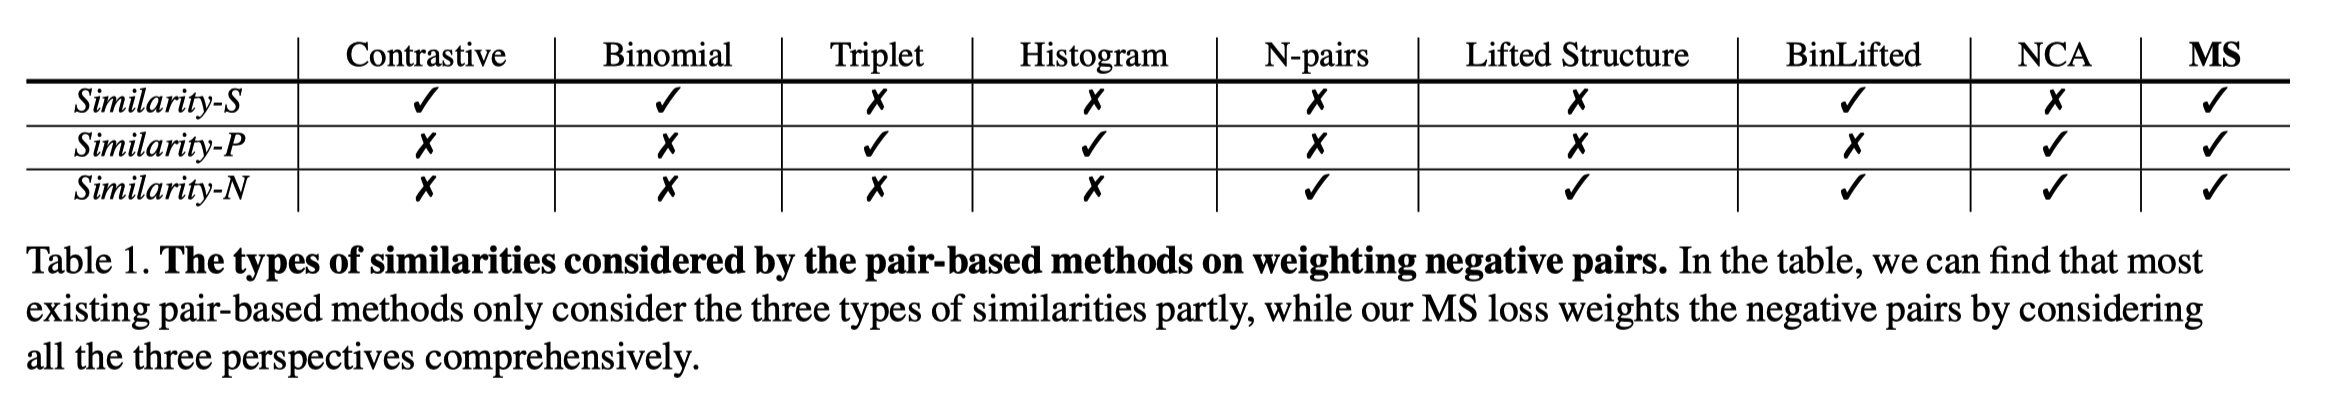 Contrastive Binomial Triplet Histogram N-pairs Lifted Structure BinLifted NCA MS
Similarity-S ✓ ✓ ✗ ✗ ✗ ✗ ✓ ✗ ✓
Similarity-P ✗ ✗ ✓ ✓ ✗ ✗ ✗ ✓ ✓
Similarity-N ✗ ✗ ✗ ✗ ✓ ✓ ✓ ✓ ✓
Table 1. The types of similarities considered by the pair-based methods on weighting negative pairs. In the table, we can find that most
existing pair-based methods only consider the three types of similarities partly, while our MS loss weights the negative pairs by considering
all the three perspectives comprehensively.